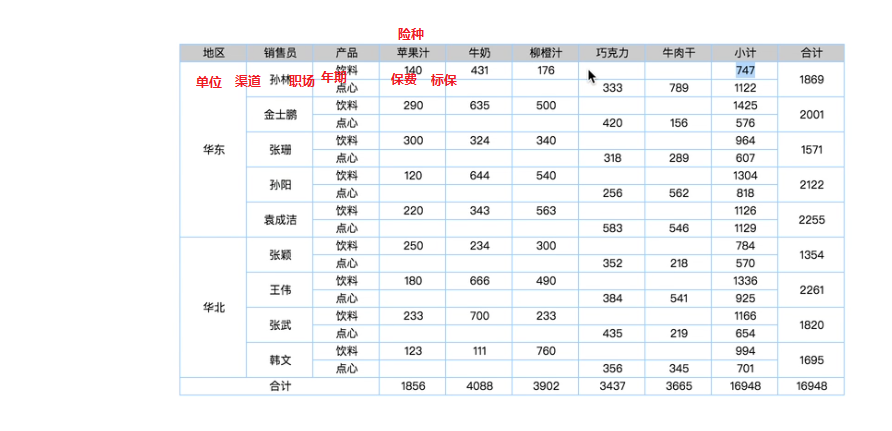 险种
地区 销售员 产品 苹果汁 牛奶 柳橙汁 巧克力 牛肉干 小计 合计
华东 孙林 饮料 140 431 176 747 1869
单位 渠道 职场 年期 保费 标保
点心 333 789 1122
金士鹏 饮料 290 635 500 1425 2001
点心 420 156 576
张珊 饮料 300 324 340 964 1571
点心 318 289 607
孙阳 饮料 120 644 540 1304 2122
点心 256 562 818
袁成洁 饮料 220 343 563 1126 2255
点心 583 546 1129
华北 张颖 饮料 250 234 300 784 1354
点心 352 218 570
王伟 饮料 180 666 490 1336 2261
点心 384 541 925
张武 饮料 233 700 233 1166 1820
点心 435 219 654
韩文 饮料 123 111 760 994 1695
点心 356 345 701
合计 1856 4088 3902 3437 3665 16948 16948